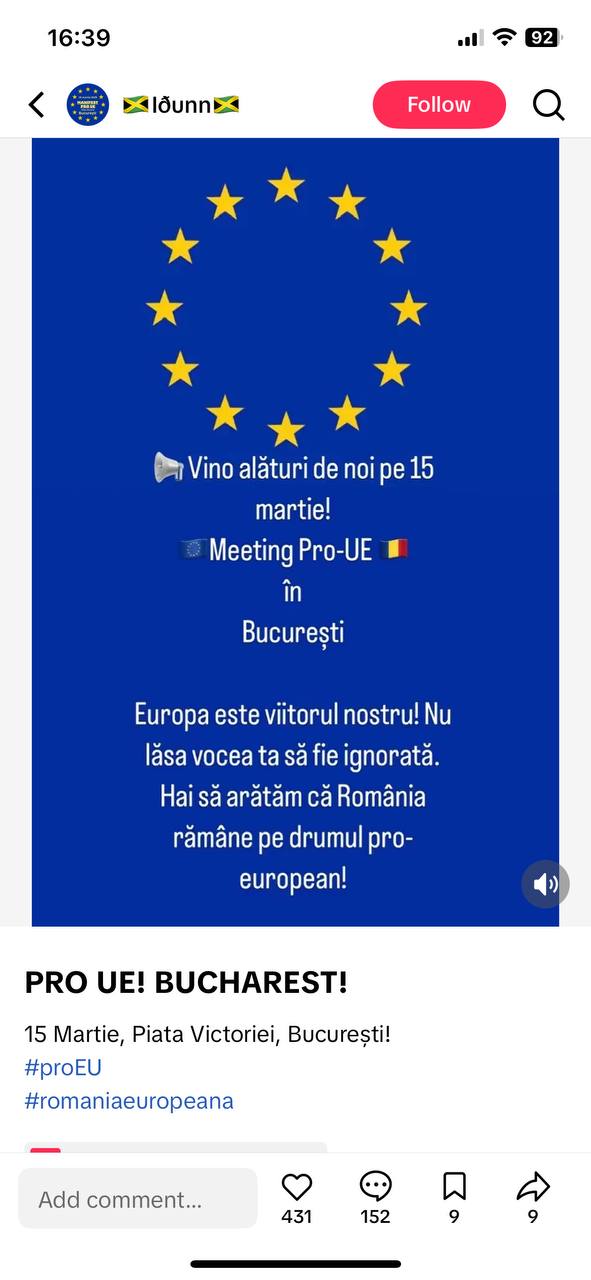 16:39
92
Iðunn
Follow
Vino alături de noi pe 15
martie!
Meeting Pro-UE
în
București
Europa este viitorul nostru! Nu
lăsa vocea ta să fie ignorată.
Hai să arătăm că România
rămâne pe drumul pro-
european!
PRO UE! BUCHAREST!
15 Martie, Piata Victoriei, București!
#proEU
#romaniaeuropeana
Add comment...
431
152
9
9